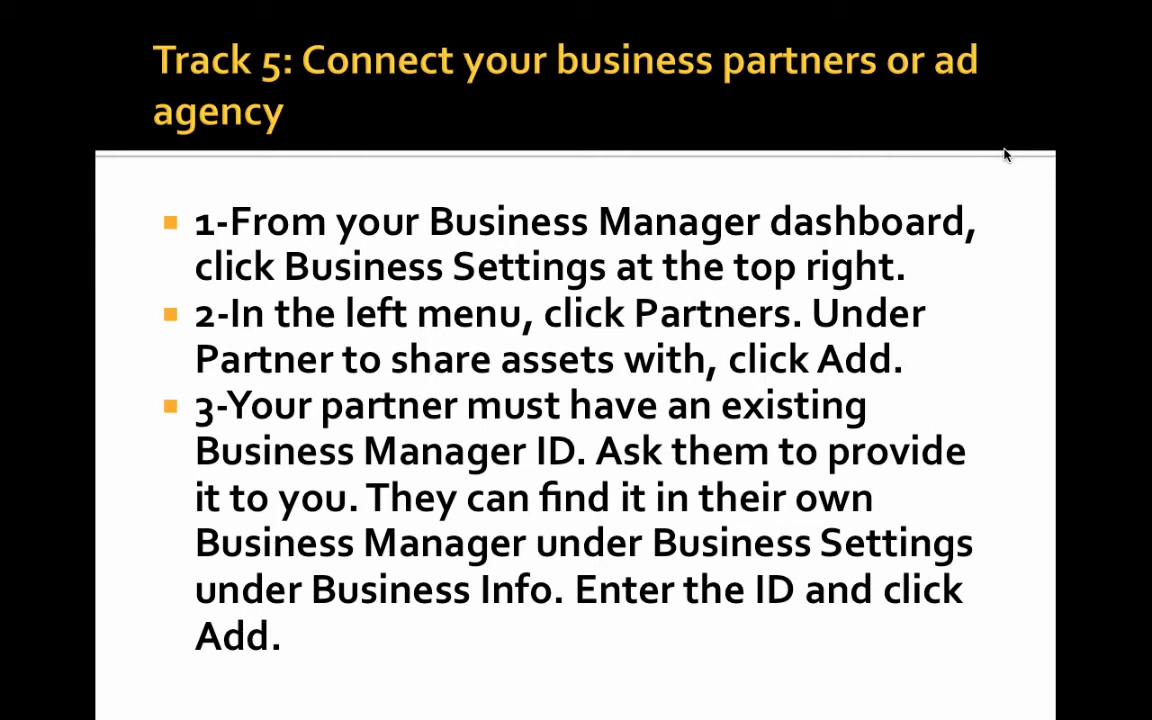 Track 5: Connect your business partners or ad
agency
1-From your Business Manager dashboard,
click Business Settings at the top right.
2-In the left menu, click Partners. Under
Partner to share assets with, click Add.
3-Your partner must have an existing
Business Manager ID. Ask them to provide
it to you. They can find it in their own
Business Manager under Business Settings
under Business Info. Enter the ID and click
Add.